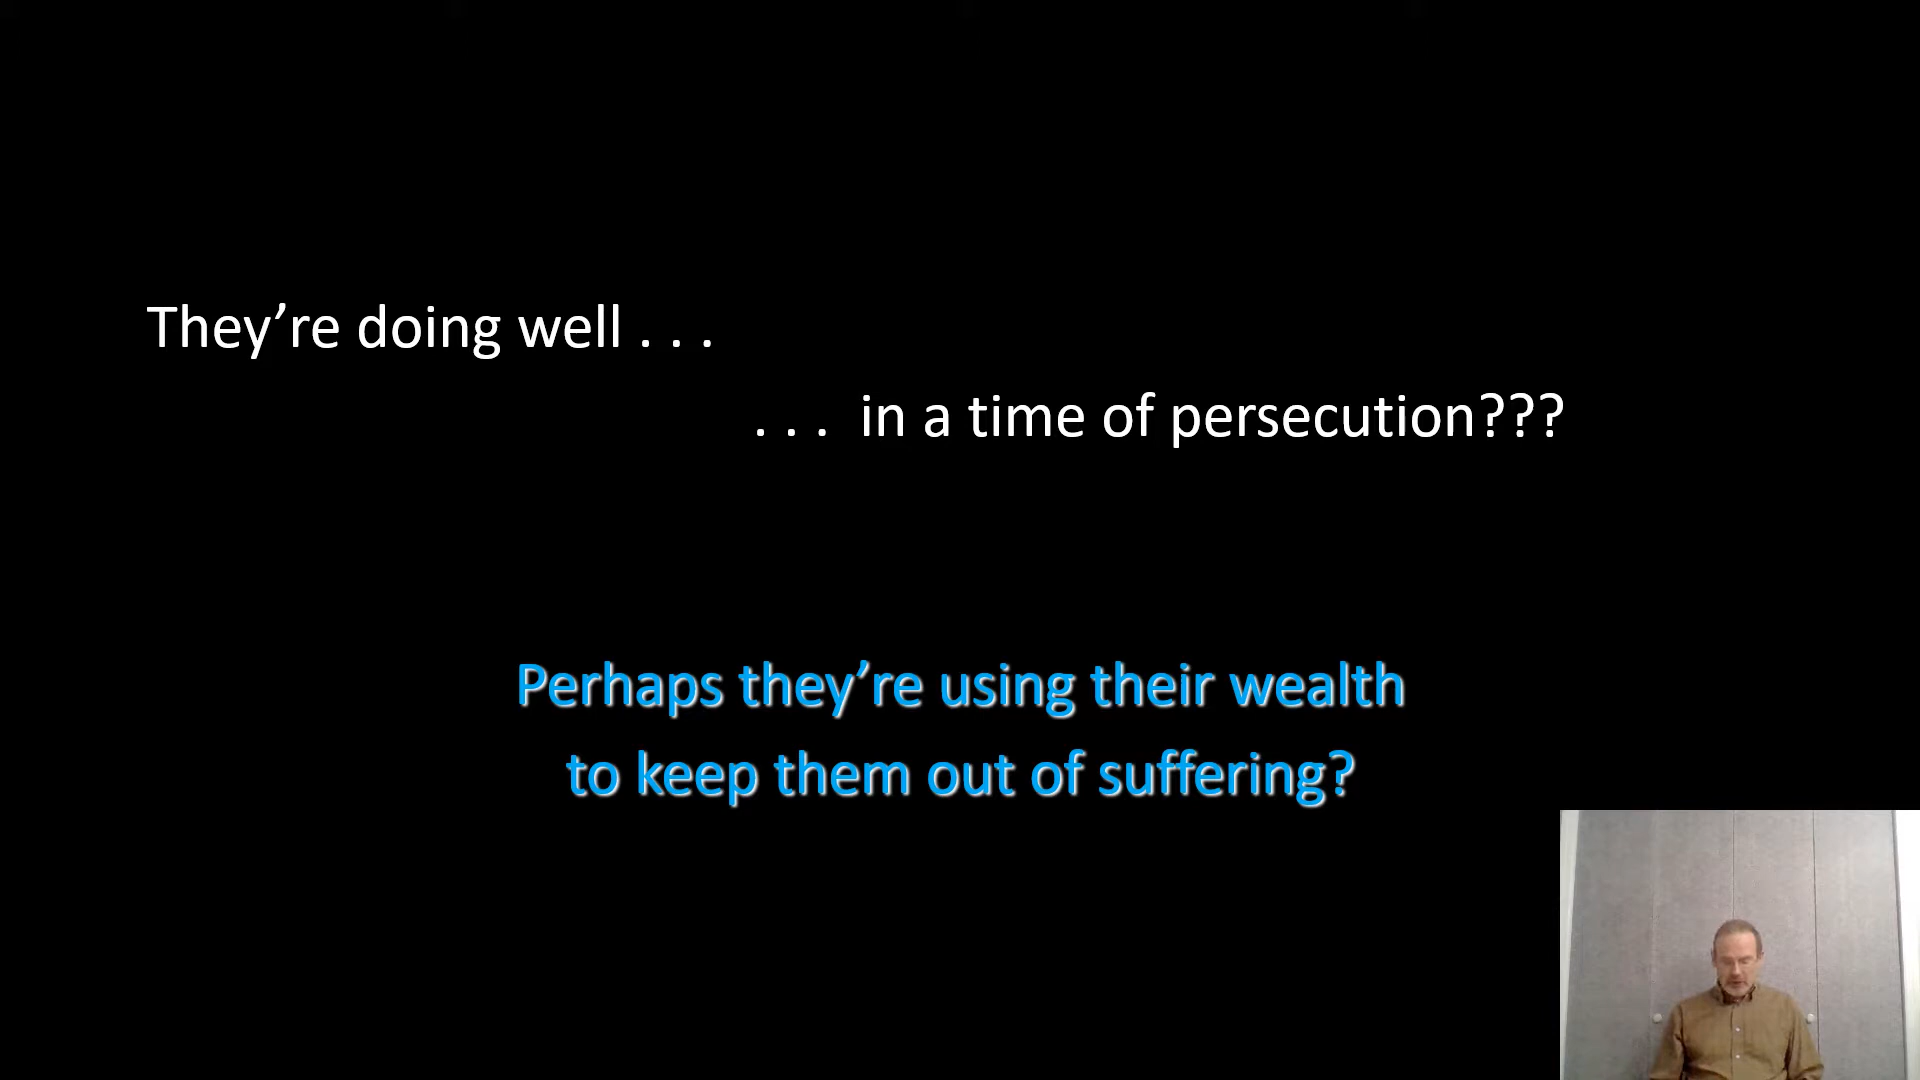 They’re doing well . . .
. . . in a time of persecution???
Perhaps they’re using their wealth
to keep them out of suffering?